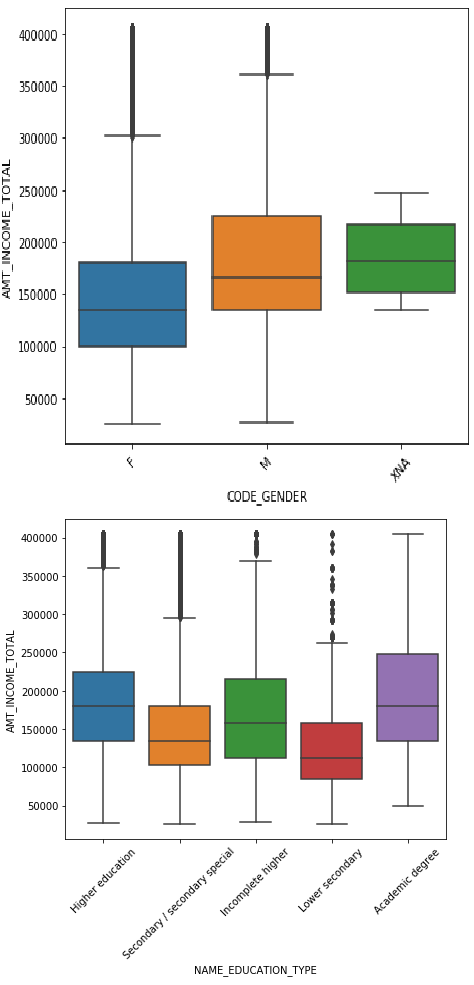 400000
350000
300000
250000
200000
150000
100000
50000
AMT_INCOME_TOTAL
F
M
XNA
CODE_GENDER
400000
350000
300000
250000
200000
150000
100000
50000
AMT_INCOME_TOTAL
Higher education
Secondary / secondary special
Incomplete higher
Lower secondary
Academic degree
NAME_EDUCATION_TYPE